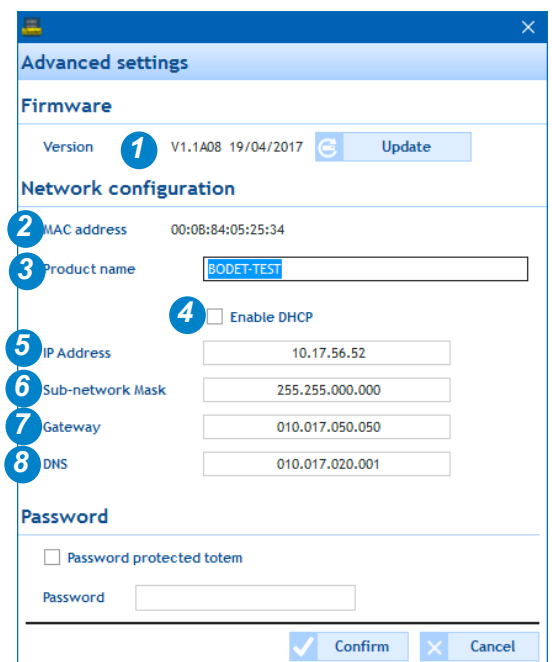 Advanced settings
Firmware
Version 1 V1.1A08 19/04/2017 Update
Network configuration
2 MAC address 00:0B:84:05:25:34
3 Product name BODET-TEST
4 Enable DHCP
5 IP Address 10.17.56.52
6 Sub-network Mask 255.255.000.000
7 Gateway 010.017.050.050
8 DNS 010.017.020.001
Password
Password protected totem
Password
Confirm Cancel